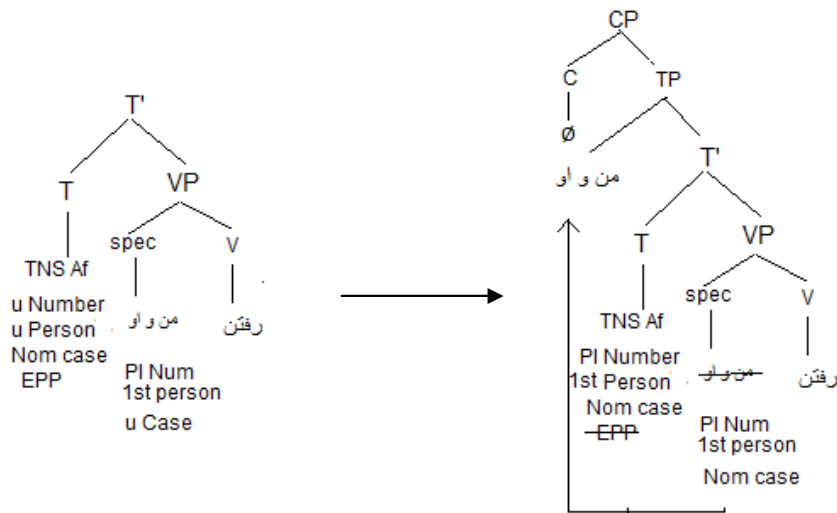 T'
T
VP
spec
V
TNS Af
u Number
u Person
Nom case
EPP
من و او
رفتن
Pl Num
1st person
u Case
CP
C
TP
Ø
من و او
T'
T
VP
spec
V
TNS Af
Pl Number
1st Person
Nom case
EPP
من و او
رفتن
Pl Num
1st person
Nom case